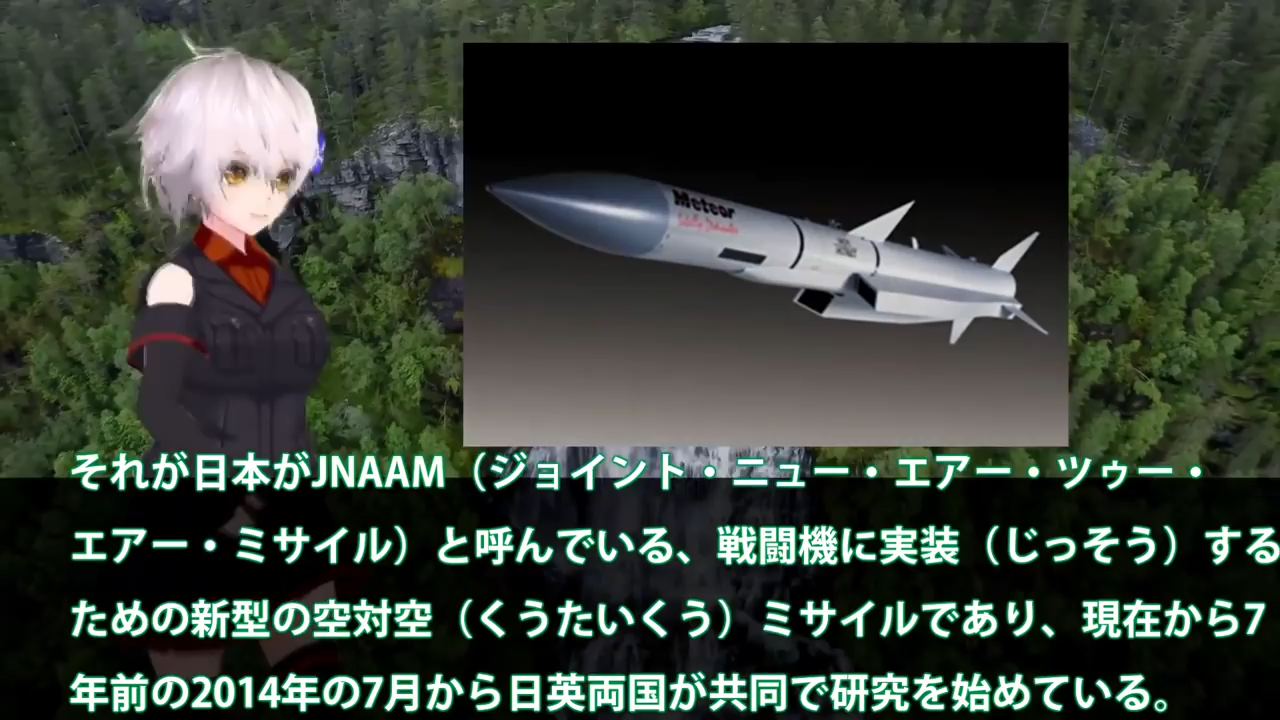 Meteor
それが日本がJNAAM（ジョイント・ニュー・エアー・ツゥー・
エアー・ミサイル）と呼んでいる、戦闘機に実装（じっそう）する
ための新型の空対空（くうたいくう）ミサイルであり、現在から7
年前の2014年の7月から日英両国が共同で研究を始めている。